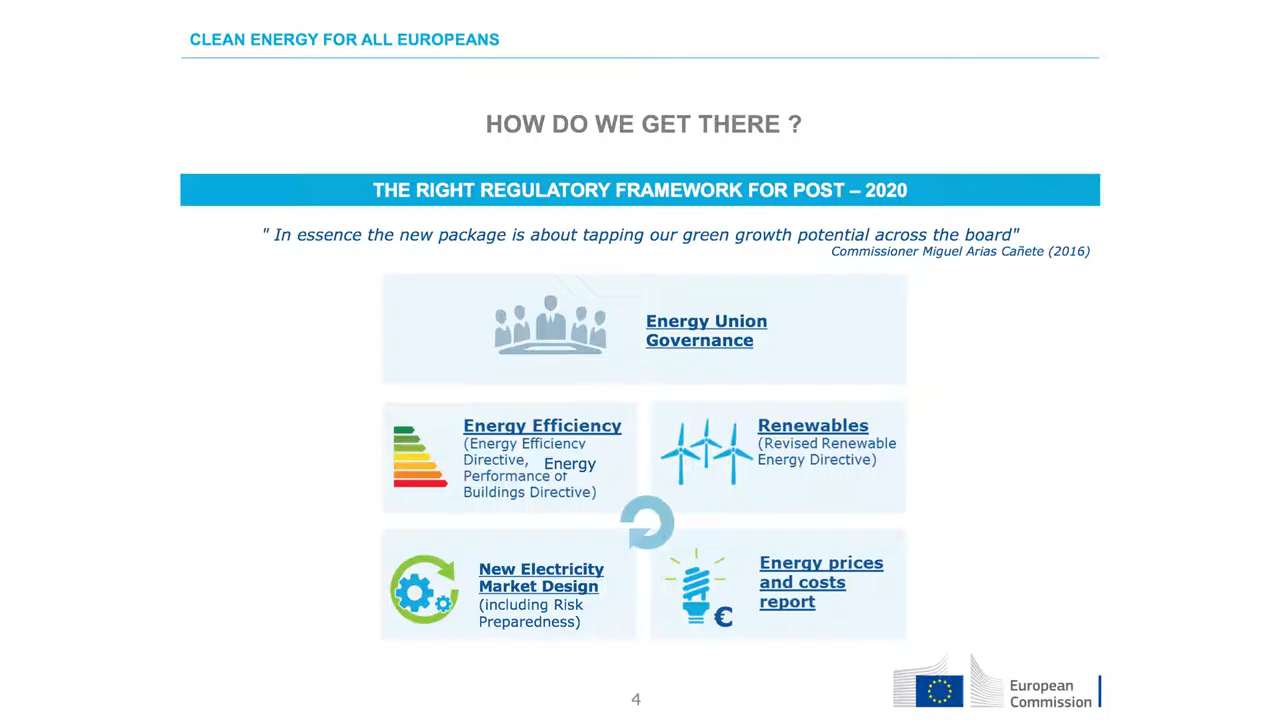 CLEAN ENERGY FOR ALL EUROPEANS
HOW DO WE GET THERE ?
THE RIGHT REGULATORY FRAMEWORK FOR POST – 2020
" In essence the new package is about tapping our green growth potential across the board"
Commissioner Miguel Arias Cañete (2016)
Energy Union
Governance
Energy Efficiency
(Energy Efficiency
Directive, Energy
Performance of
Buildings Directive)
Renewables
(Revised Renewable
Energy Directive)
New Electricity
Market Design
(including Risk
Preparedness)
Energy prices
and costs
report
€
4
European
Commission